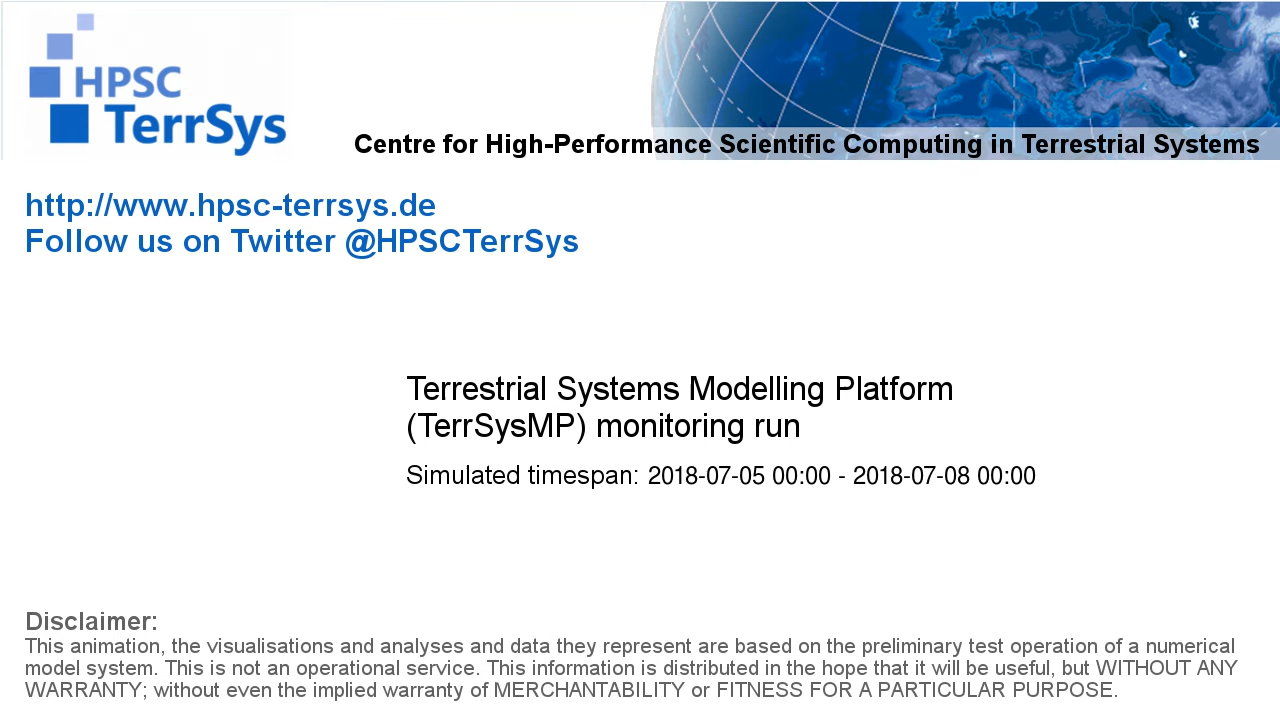 HPSC
TerrSys
Centre for High-Performance Scientific Computing in Terrestrial Systems
http://www.hpsc-terrsys.de
Follow us on Twitter @HPSCTerrSys
Terrestrial Systems Modelling Platform
(TerrSysMP) monitoring run
Simulated timespan: 2018-07-05 00:00 - 2018-07-08 00:00
Disclaimer:
This animation, the visualisations and analyses and data they represent are based on the preliminary test operation of a numerical
model system. This is not an operational service. This information is distributed in the hope that it will be useful, but WITHOUT ANY
WARRANTY; without even the implied warranty of MERCHANTABILITY or FITNESS FOR A PARTICULAR PURPOSE.